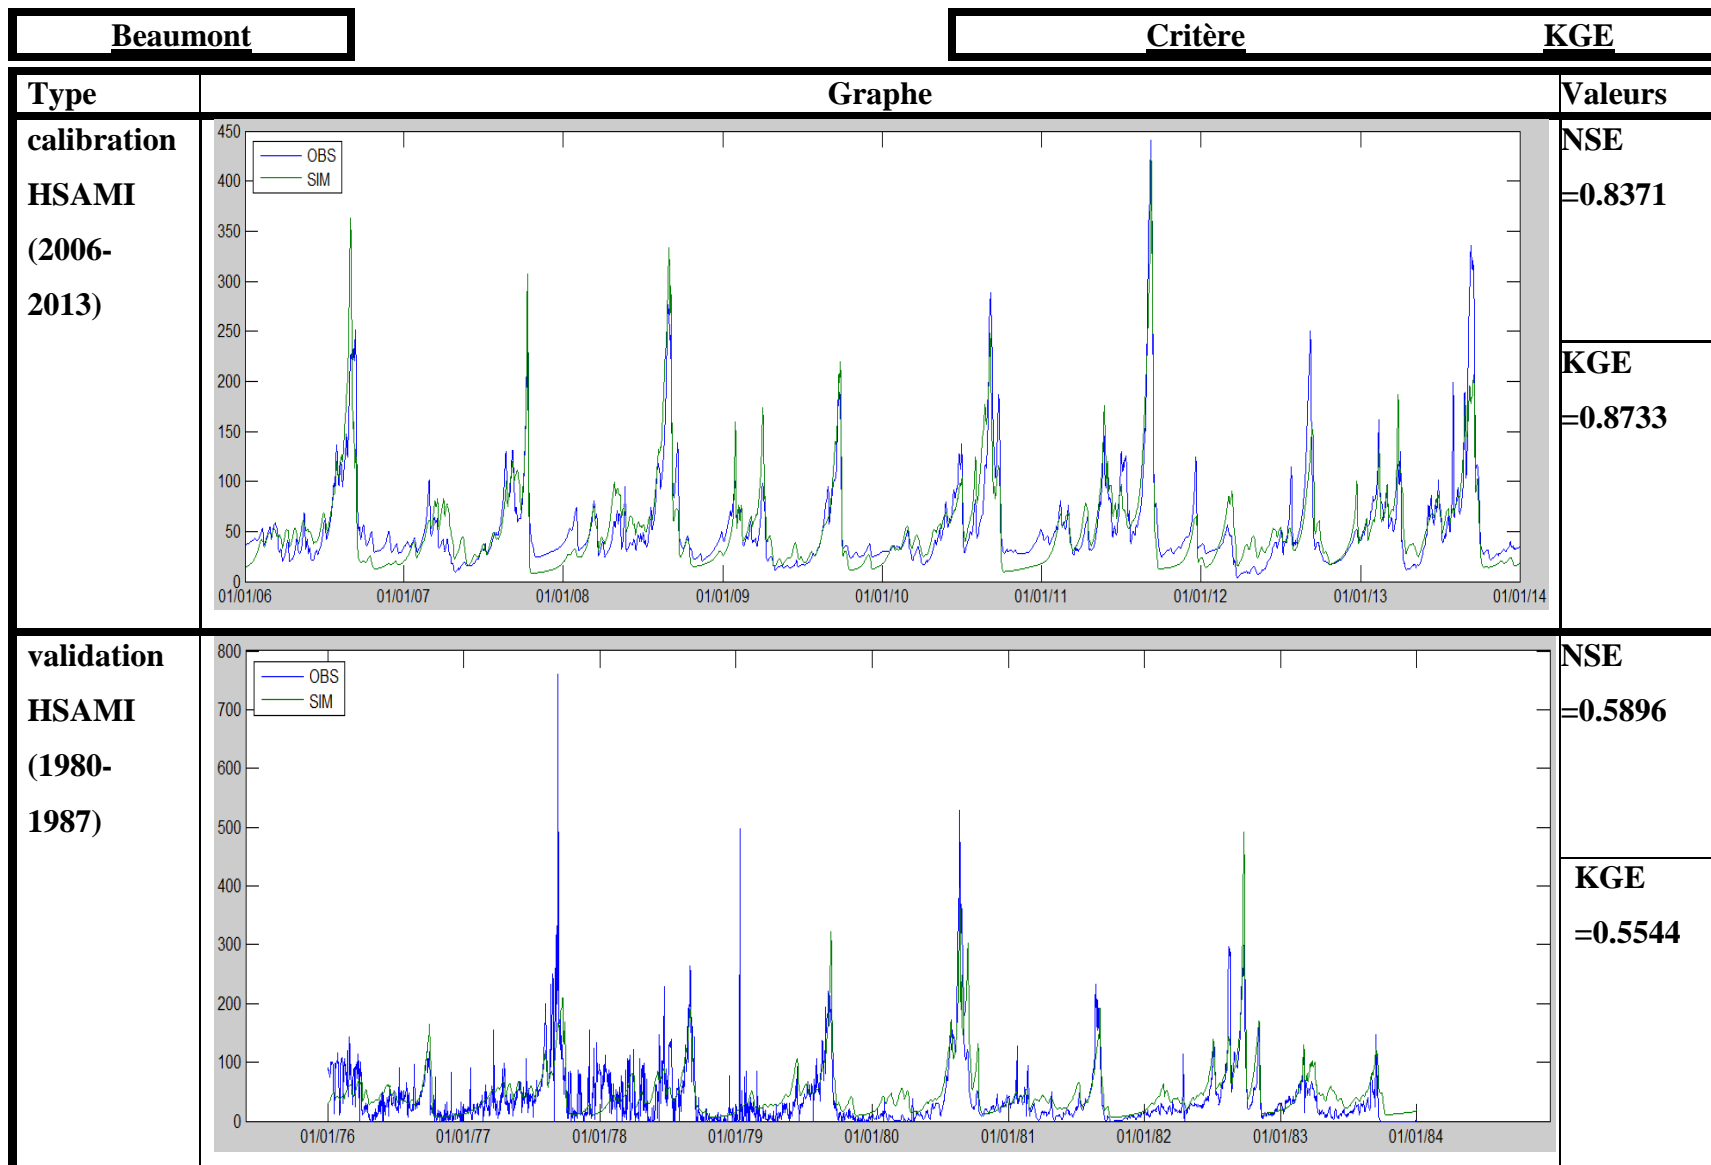 Beaumont
Critère KGE
Type Graphe Valeurs
calibration
HSAMI
(2006-
2013)
450
400
350
300
250
200
150
100
50
0
OBS
SIM
01/01/06 01/01/07 01/01/08 01/01/09 01/01/10 01/01/11 01/01/12 01/01/13 01/01/14
NSE
=0.8371
KGE
=0.8733
validation
HSAMI
(1980-
1987)
800
700
600
500
400
300
200
100
0
OBS
SIM
01/01/76 01/01/77 01/01/78 01/01/79 01/01/80 01/01/81 01/01/82 01/01/83 01/01/84
NSE
=0.5896
KGE
=0.5544